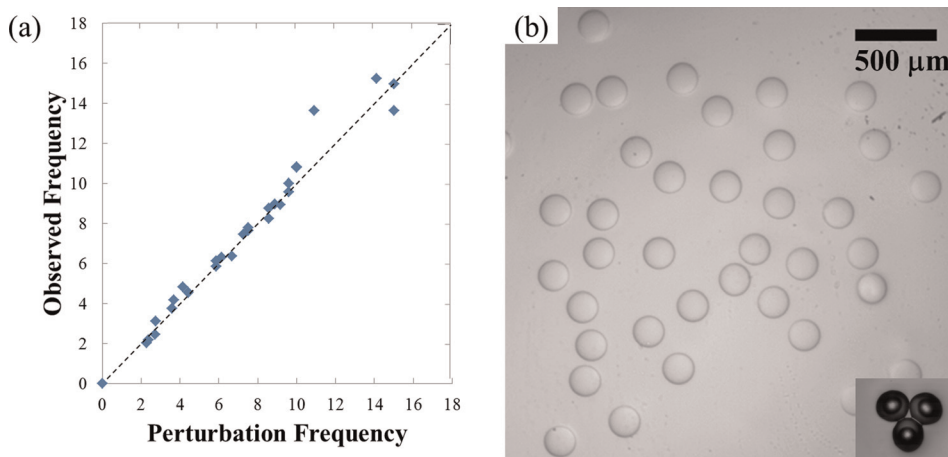 (a)
18
16
14
12
10
8
6
4
2
0
Observed Frequency
0 2 4 6 8 10 12 14 16 18
Perturbation Frequency
(b)
500 μm